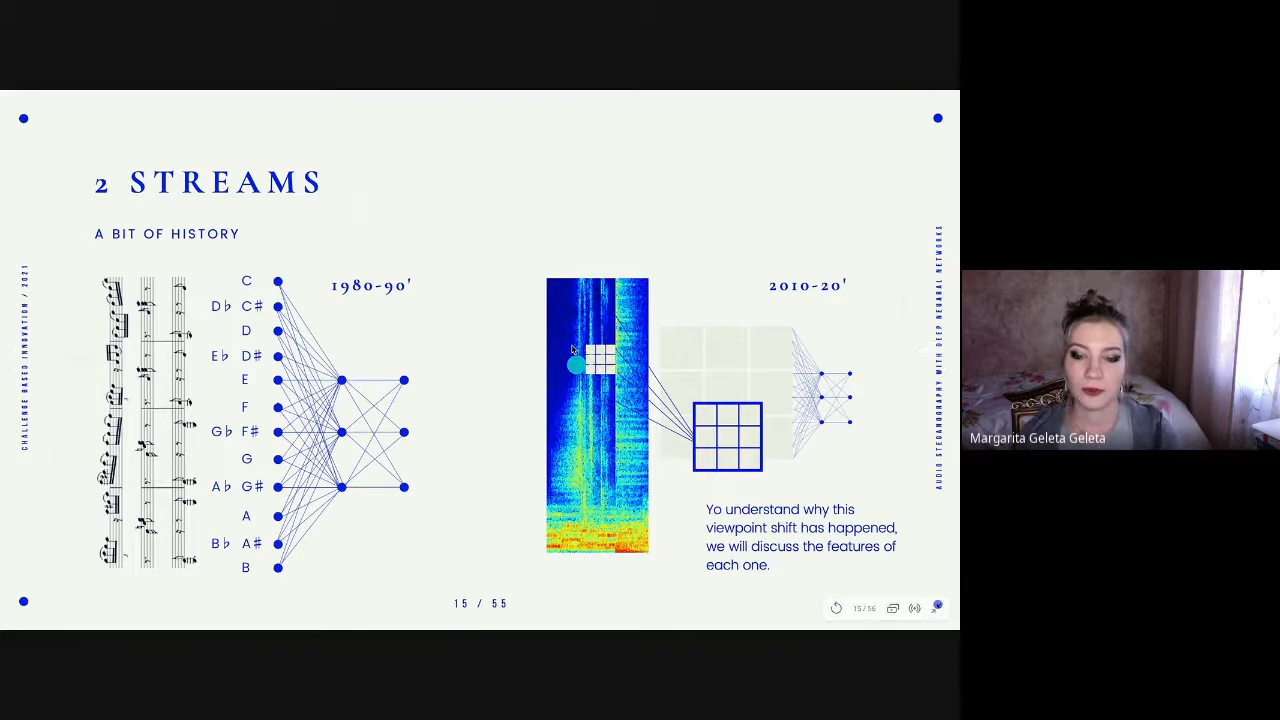 2 STREAMS
A BIT OF HISTORY
CHALLENGE BASED INNOVATION / 2021
C
D♭ C#
D
E♭ D#
E
F
G♭ F#
G
A♭ G#
A
B♭ A#
B
1980-90'
2010-20'
Yo understand why this
viewpoint shift has happened,
we will discuss the features of
each one.
AUDIO STEGANOGRAPHY WITH DEEP NEUARAL NETWORKS
15 / 55
15 / 56
Margarita Geleta Geleta